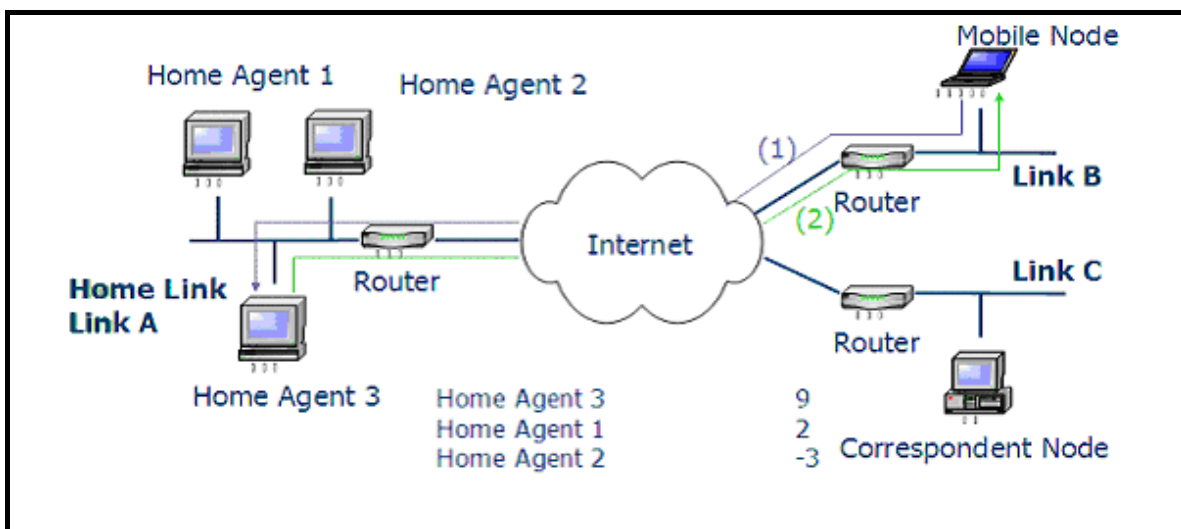 Mobile Node
Home Agent 1
Home Agent 2
(1)
Link B
Router
(2)
Internet
Router
Link C
Home Link
Link A
Router
Home Agent 3
Home Agent 3 9
Home Agent 1 2
Home Agent 2 -3
Correspondent Node